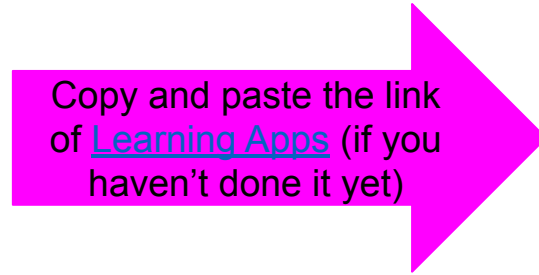 Copy and paste the link
of Learning Apps (if you
haven’t done it yet)